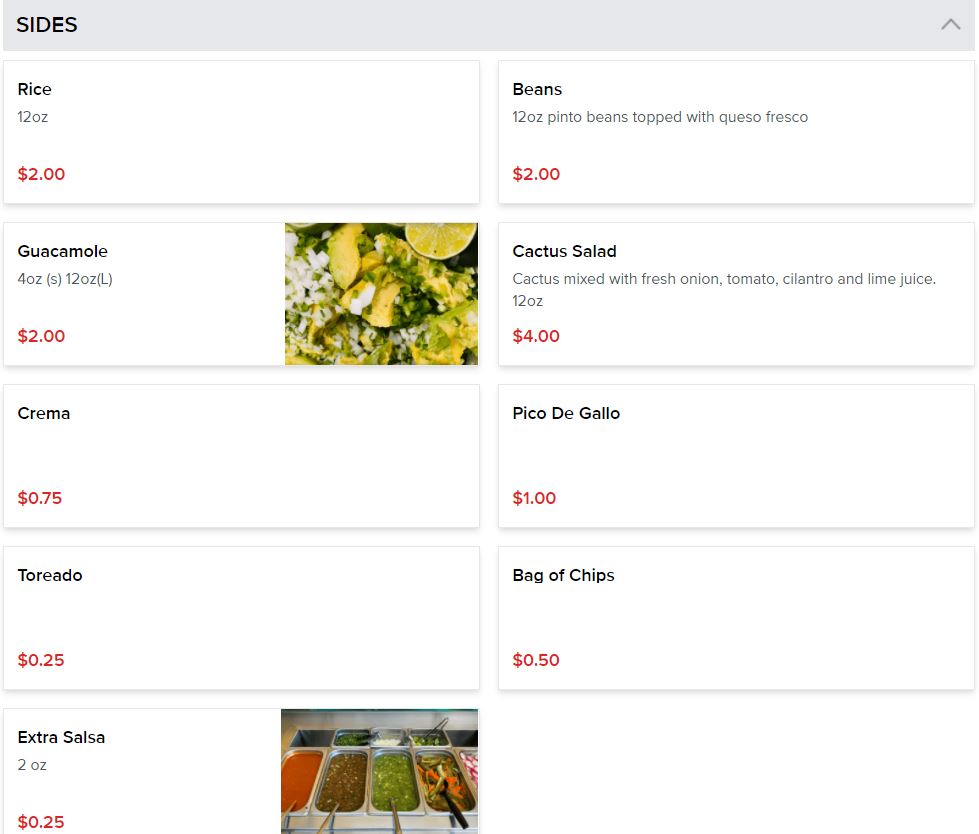 SIDES
Rice
12oz
$2.00
Beans
12oz pinto beans topped with queso fresco
$2.00
Guacamole
4oz (s) 12oz(L)
$2.00
Cactus Salad
Cactus mixed with fresh onion, tomato, cilantro and lime juice.
12oz
$4.00
Crema
$0.75
Pico De Gallo
$1.00
Toreado
$0.25
Bag of Chips
$0.50
Extra Salsa
2 oz
$0.25